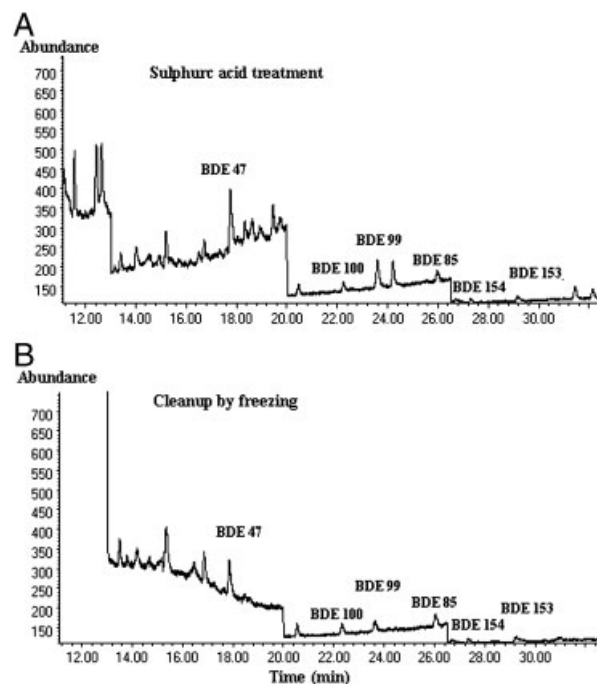 A
Abundance
Sulphurc acid treatment
700
650
600
550
500
450
400
350
300
250
200
150
BDE 47
BDE 100
BDE 99
BDE 85
BDE 154
BDE 153
12.00 14.00 16.00 18.00 20.00 22.00 24.00 26.00 28.00 30.00
B
Abundance
Cleanup by freezing
700
650
600
550
500
450
400
350
300
250
200
150
BDE 47
BDE 100
BDE 99
BDE 85
BDE 154
BDE 153
12.00 14.00 16.00 18.00 20.00 22.00 24.00 26.00 28.00 30.00
Time (min)